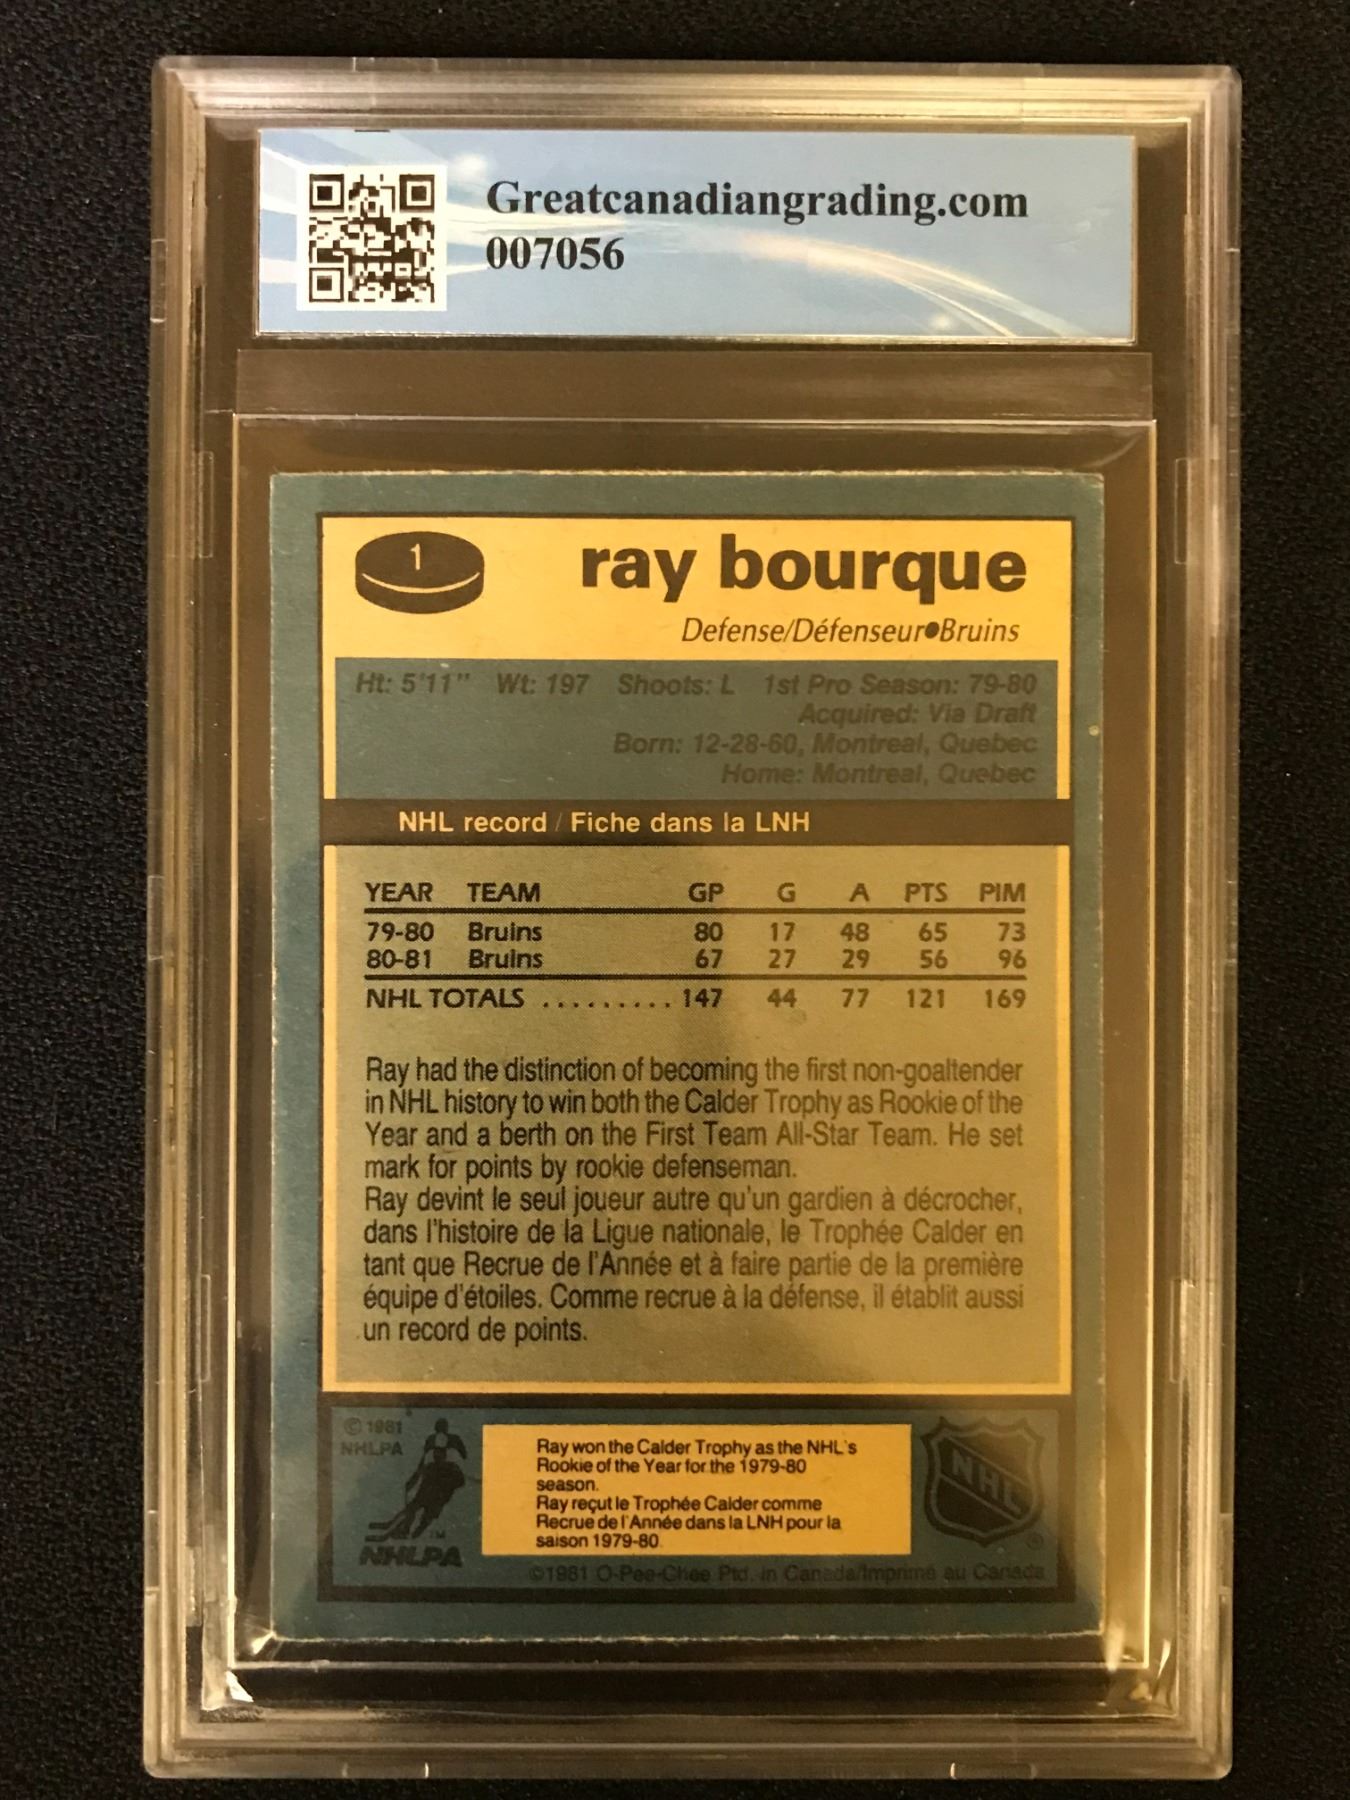 Greatcanadiangrading.com
007056
1
ray bourque
Defense/Défenseur•Bruins
Ht: 5'11" Wt: 197 Shoots: L 1st Pro Season: 79-80
Acquired: Via Draft
Born: 12-28-60, Montreal, Quebec
Home: Montreal, Quebec
NHL record / Fiche dans la LNH
YEAR TEAM GP G A PTS PIM
79-80 Bruins 80 17 48 65 73
80-81 Bruins 67 27 29 56 96
NHL TOTALS ......... 147 44 77 121 169
Ray had the distinction of becoming the first non-goaltender
in NHL history to win both the Calder Trophy as Rookie of the
Year and a berth on the First Team All-Star Team. He set
mark for points by rookie defenseman.
Ray devint le seul joueur autre qu'un gardien à décrocher,
dans l'histoire de la Ligue nationale, le Trophée Calder en
tant que Recrue de l'Année et à faire partie de la première
équipe d'étoiles. Comme recrue à la défense, il établit aussi
un record de points.
© 1981
NHLPA
TM
NHLPA
Ray won the Calder Trophy as the NHL's
Rookie of the Year for the 1979-80
season.
Ray reçut le Trophée Calder comme
Recrue de l'Année dans la LNH pour la
saison 1979-80.
NHL
®
©1981 O-Pee-Chee Ptd. in Canada/Imprimé au Canada